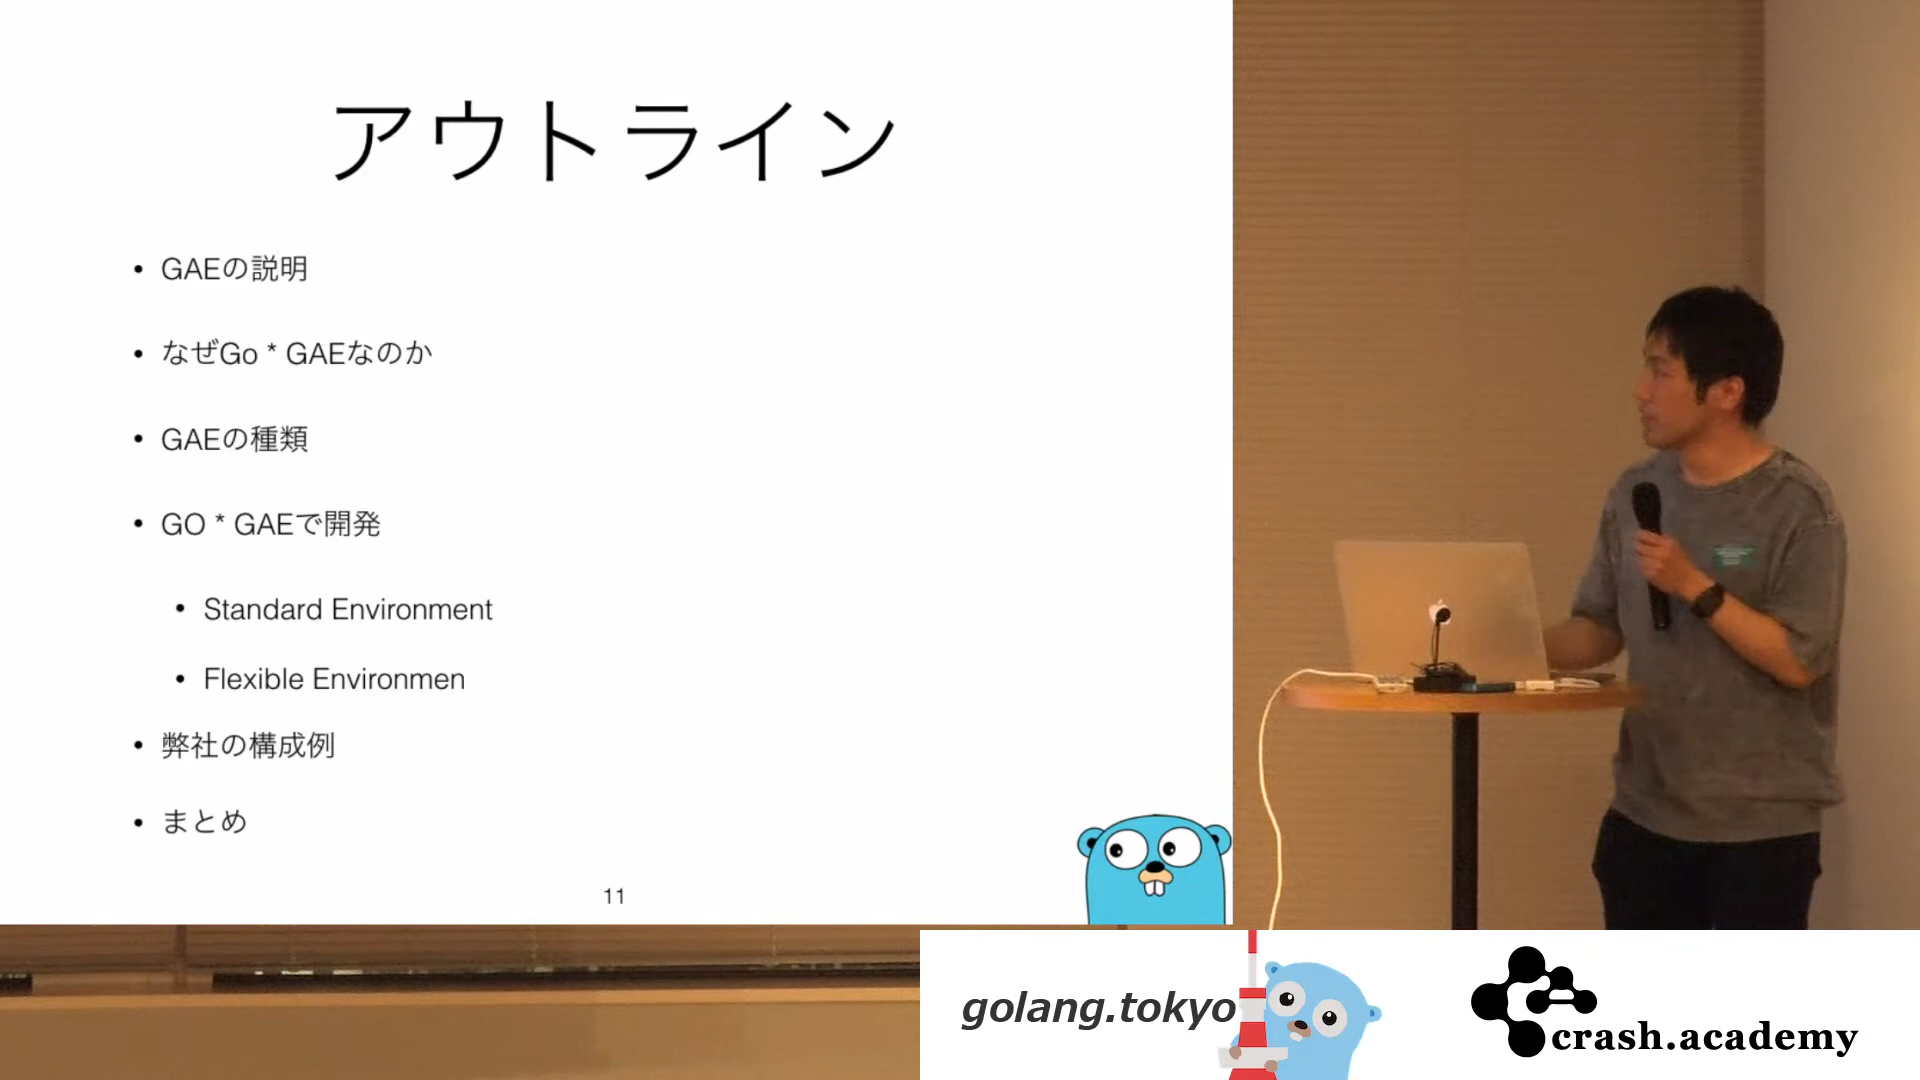 アウトライン
• GAEの説明
• なぜGo * GAEなのか
• GAEの種類
• GO * GAEで開発
• Standard Environment
• Flexible Environmen
• 弊社の構成例
• まとめ
11
golang.tokyo
crash.academy